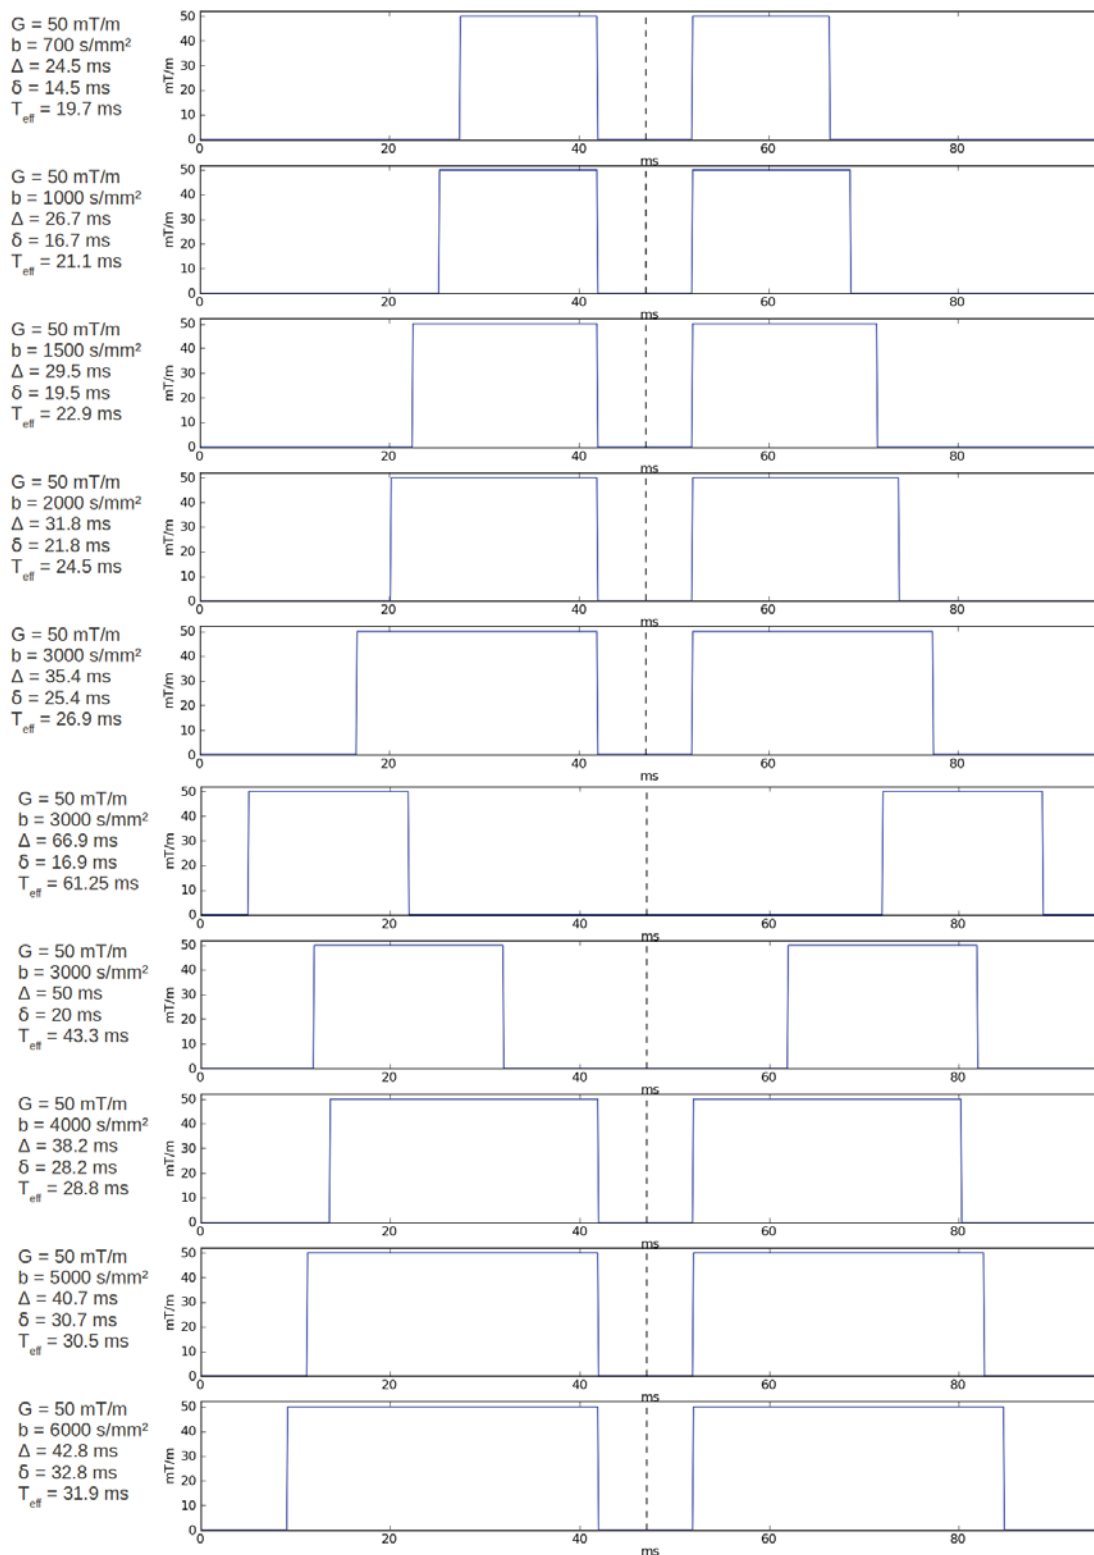 G = 50 mT/m
b = 700 s/mm²
Δ = 24.5 ms
δ = 14.5 ms
Teff = 19.7 ms
50
40
30
20
10
0
mT/m
0 20 40 60 80
ms
G = 50 mT/m
b = 1000 s/mm²
Δ = 26.7 ms
δ = 16.7 ms
Teff = 21.1 ms
50
40
30
20
10
0
mT/m
0 20 40 60 80
ms
G = 50 mT/m
b = 1500 s/mm²
Δ = 29.5 ms
δ = 19.5 ms
Teff = 22.9 ms
50
40
30
20
10
0
mT/m
0 20 40 60 80
ms
G = 50 mT/m
b = 2000 s/mm²
Δ = 31.8 ms
δ = 21.8 ms
Teff = 24.5 ms
50
40
30
20
10
0
mT/m
0 20 40 60 80
ms
G = 50 mT/m
b = 3000 s/mm²
Δ = 35.4 ms
δ = 25.4 ms
Teff = 26.9 ms
50
40
30
20
10
0
mT/m
0 20 40 60 80
ms
G = 50 mT/m
b = 3000 s/mm²
Δ = 66.9 ms
δ = 16.9 ms
Teff = 61.25 ms
50
40
30
20
10
0
mT/m
0 20 40 60 80
ms
G = 50 mT/m
b = 3000 s/mm²
Δ = 50 ms
δ = 20 ms
Teff = 43.3 ms
50
40
30
20
10
0
mT/m
0 20 40 60 80
ms
G = 50 mT/m
b = 4000 s/mm²
Δ = 38.2 ms
δ = 28.2 ms
Teff = 28.8 ms
50
40
30
20
10
0
mT/m
0 20 40 60 80
ms
G = 50 mT/m
b = 5000 s/mm²
Δ = 40.7 ms
δ = 30.7 ms
Teff = 30.5 ms
50
40
30
20
10
0
mT/m
0 20 40 60 80
ms
G = 50 mT/m
b = 6000 s/mm²
Δ = 42.8 ms
δ = 32.8 ms
Teff = 31.9 ms
50
40
30
20
10
0
mT/m
0 20 40 60 80
ms